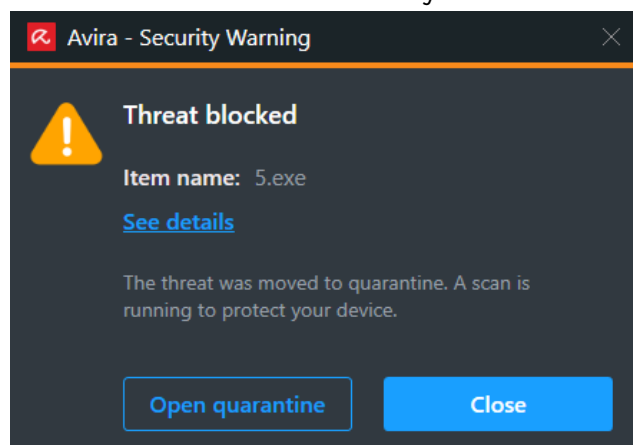 Avira - Security Warning
Threat blocked
Item name: 5.exe
See details
The threat was moved to quarantine. A scan is
running to protect your device.
Open quarantine
Close